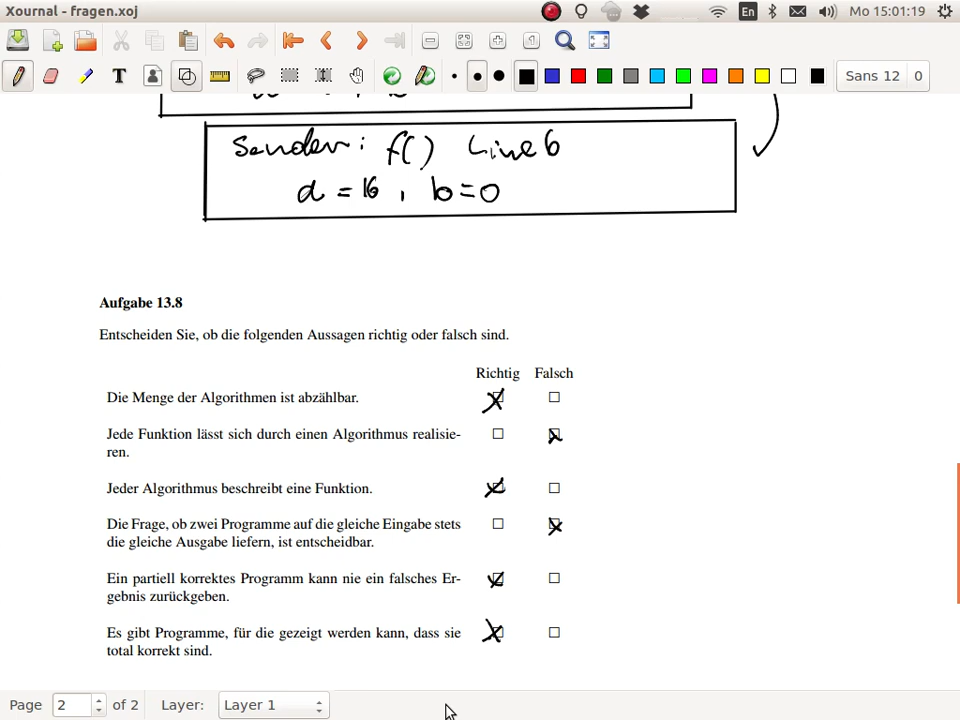 Xournal - fragen.xoj
En
Mo 15:01:19
T
Sans 12
0
Sender: f() Line 6
a = 16 , b = 0
Aufgabe 13.8
Entscheiden Sie, ob die folgenden Aussagen richtig oder falsch sind.
Richtig Falsch
Die Menge der Algorithmen ist abzählbar.
Jede Funktion lässt sich durch einen Algorithmus realisie-
ren.
Jeder Algorithmus beschreibt eine Funktion.
Die Frage, ob zwei Programme auf die gleiche Eingabe stets
die gleiche Ausgabe liefern, ist entscheidbar.
Ein partiell korrektes Programm kann nie ein falsches Er-
gebnis zurückgeben.
Es gibt Programme, für die gezeigt werden kann, dass sie
total korrekt sind.
Page 2 of 2 Layer: Layer 1